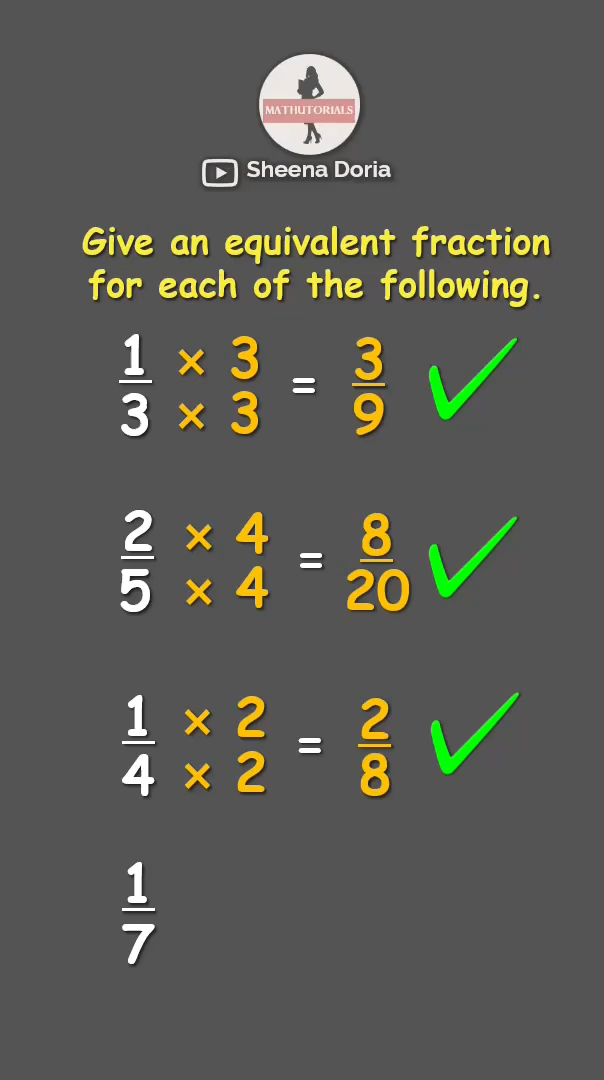 MATHUTORIALS
Sheena Doria
Give an equivalent fraction
for each of the following.
1/3 × 3 / × 3 = 3/9
2/5 × 4 / × 4 = 8/20
1/4 × 2 / × 2 = 2/8
1/7